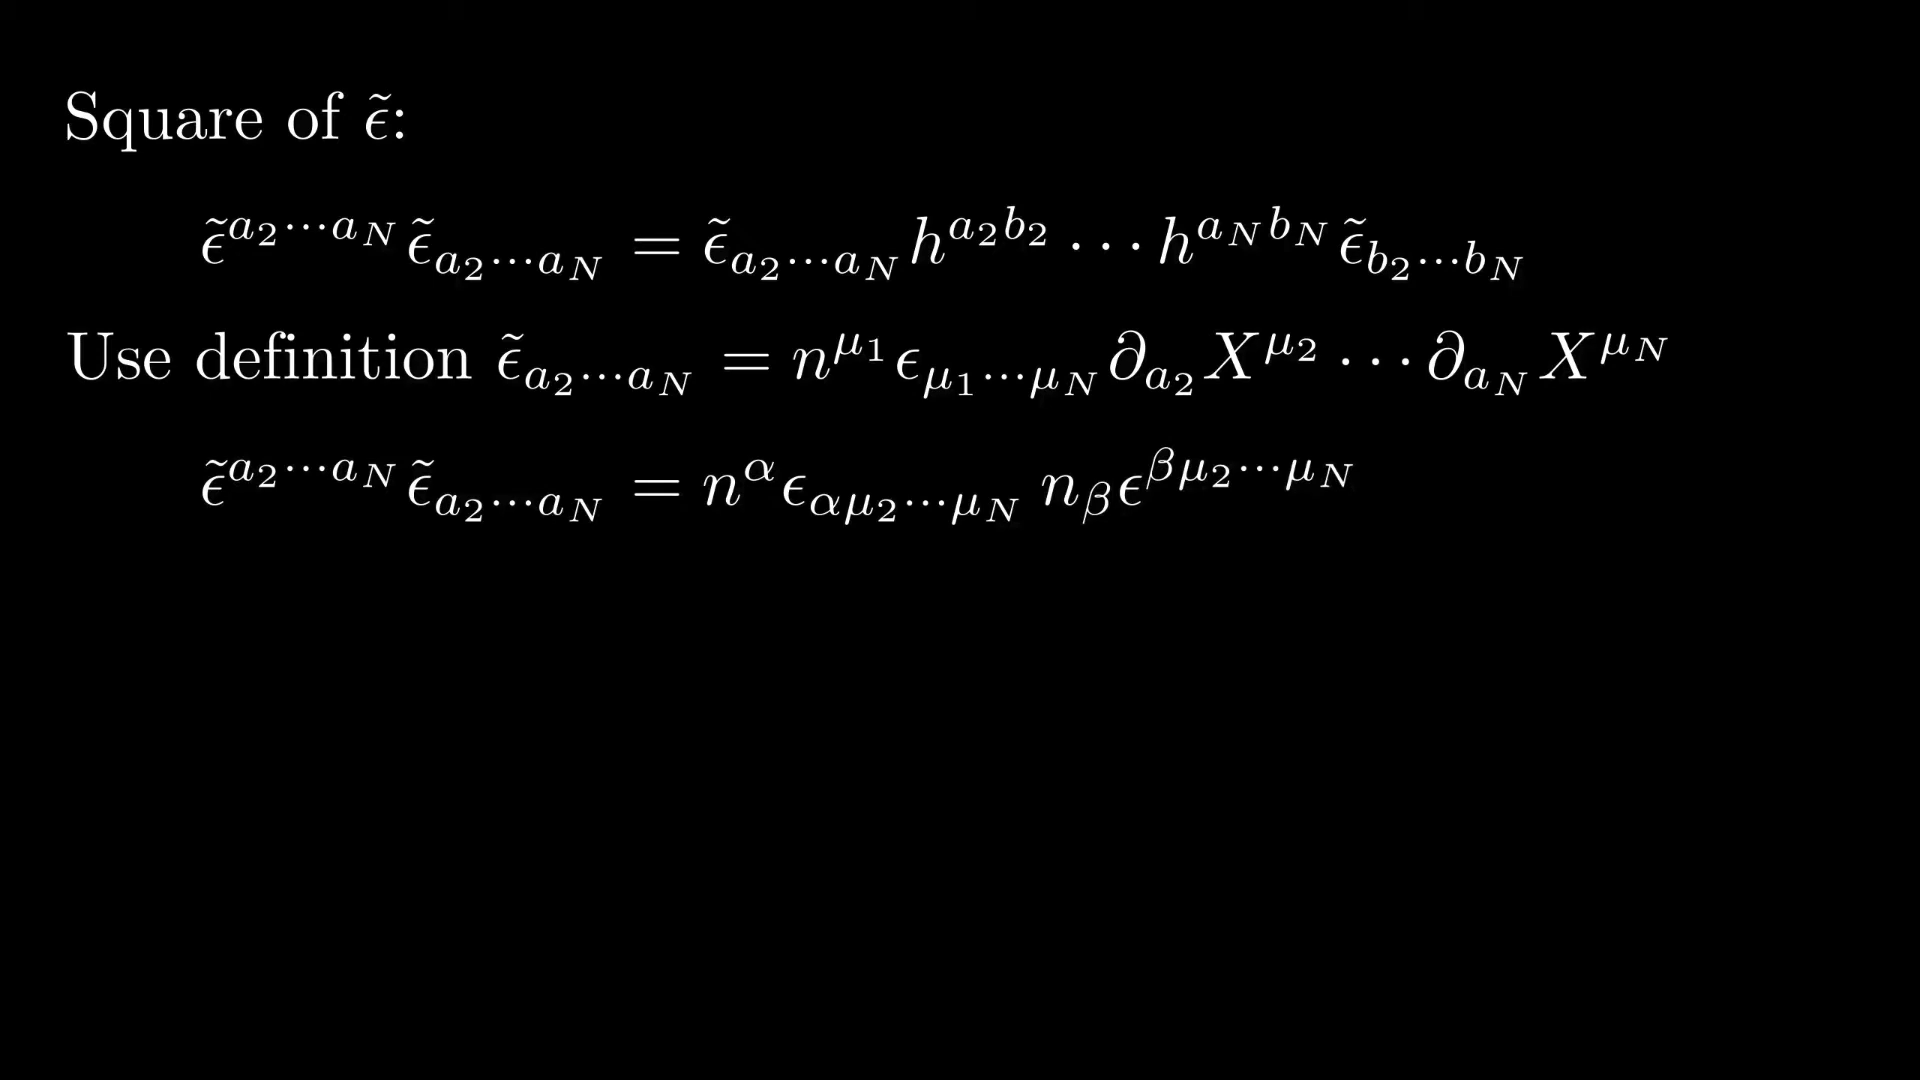 Square of $\tilde{\epsilon}$:
$\tilde{\epsilon}^{a_2 \cdots a_N} \tilde{\epsilon}_{a_2 \cdots a_N} = \tilde{\epsilon}_{a_2 \cdots a_N} h^{a_2 b_2} \cdots h^{a_N b_N} \tilde{\epsilon}_{b_2 \cdots b_N}$
Use definition $\tilde{\epsilon}_{a_2 \cdots a_N} = n^{\mu_1} \epsilon_{\mu_1 \cdots \mu_N} \partial_{a_2} X^{\mu_2} \cdots \partial_{a_N} X^{\mu_N}$
$\tilde{\epsilon}^{a_2 \cdots a_N} \tilde{\epsilon}_{a_2 \cdots a_N} = n^{\alpha} \epsilon_{\alpha \mu_2 \cdots \mu_N} \, n_{\beta} \epsilon^{\beta \mu_2 \cdots \mu_N}$